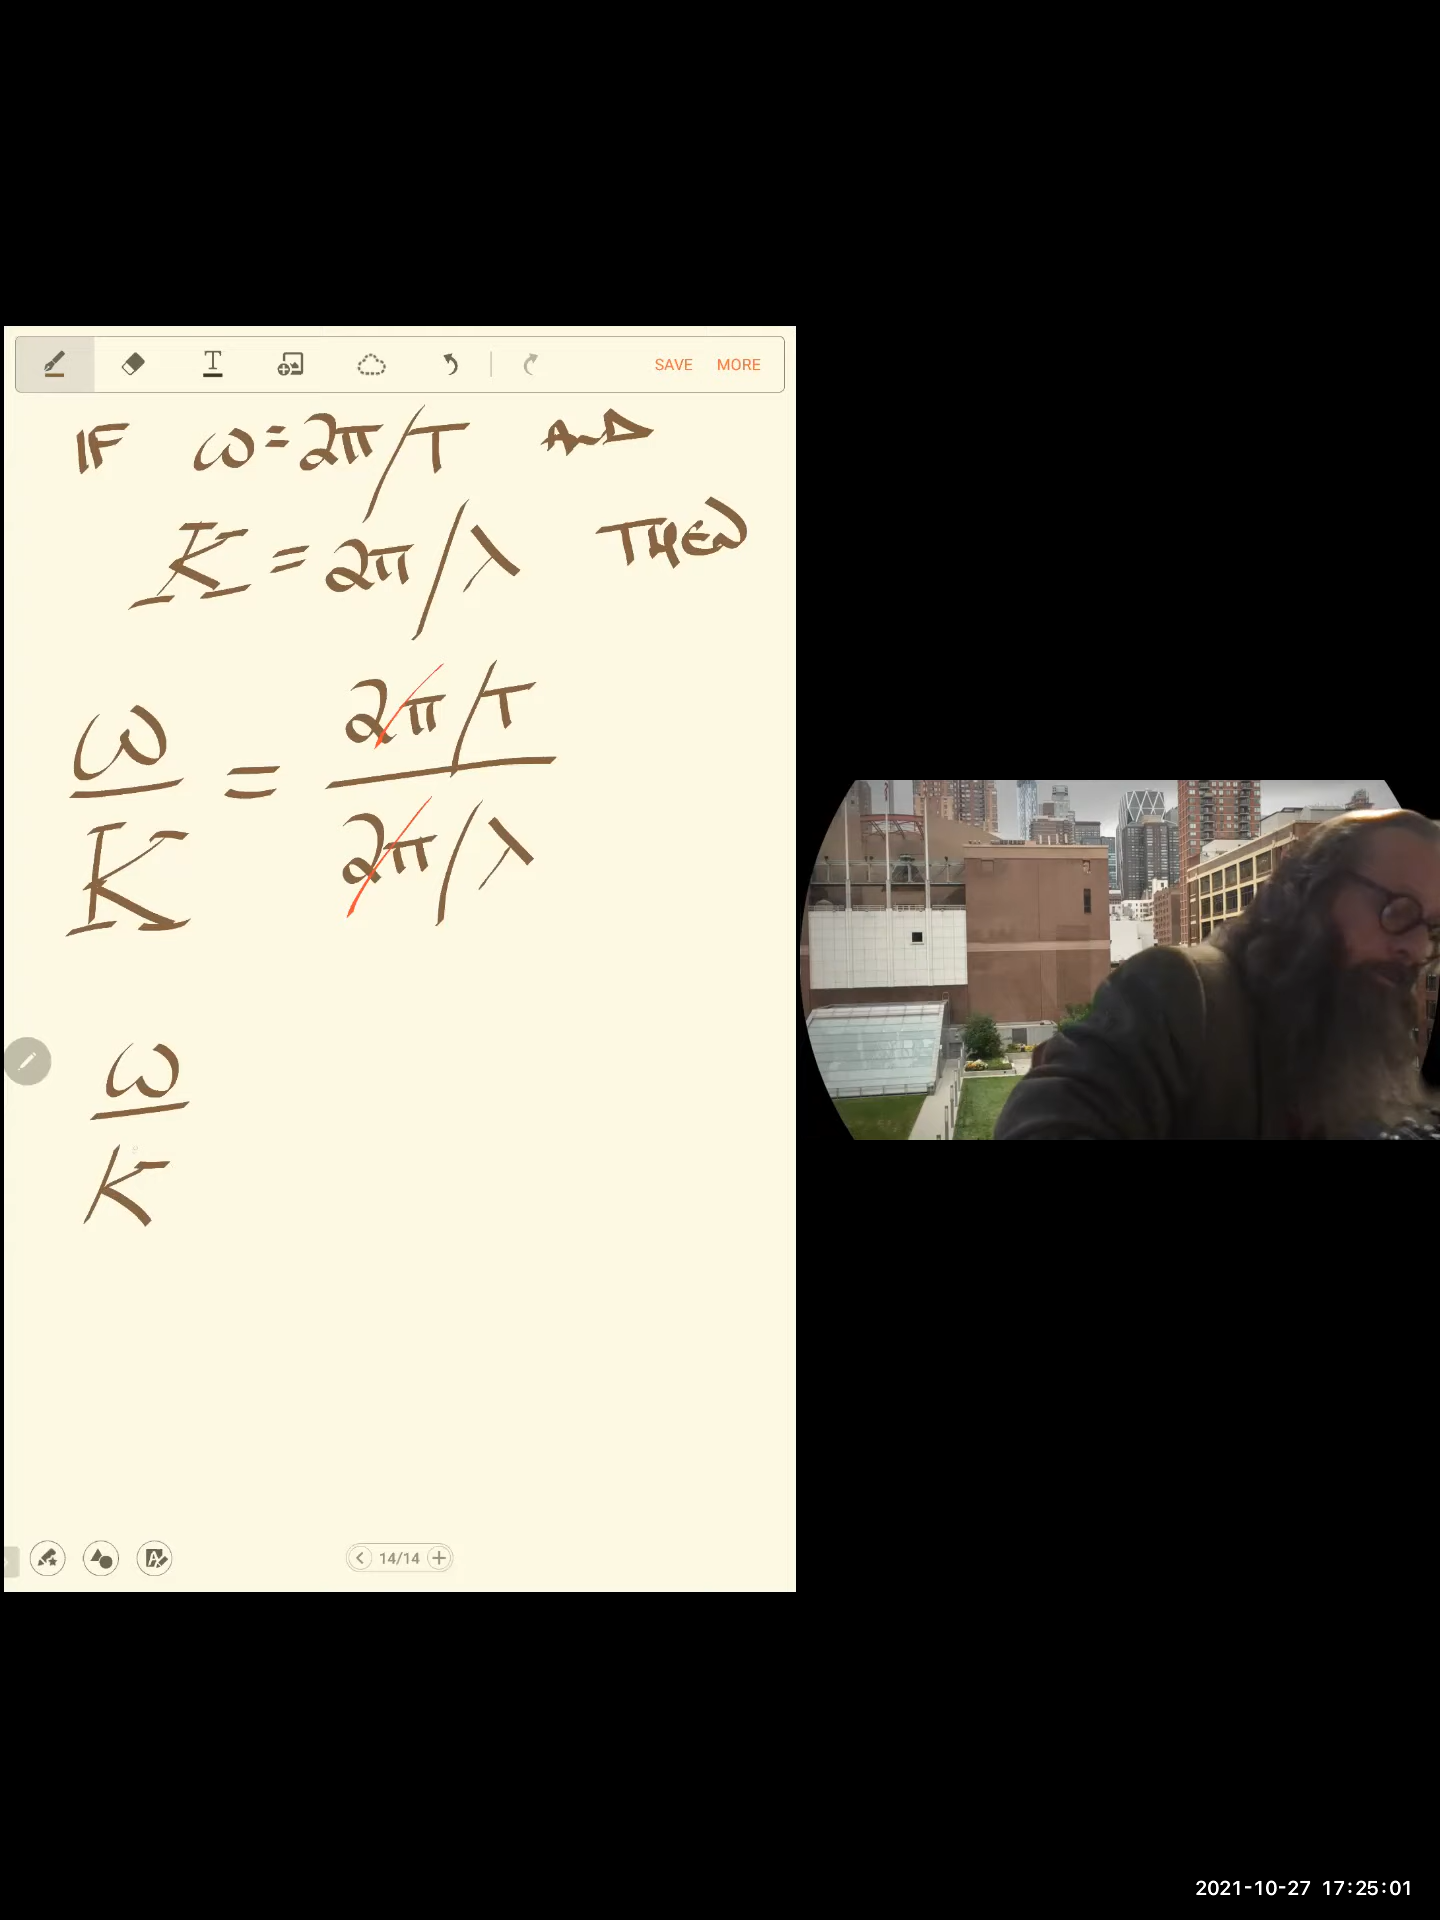 T
SAVE MORE
IF ω=2π/T AND
K=2π/λ THEN
ω/K = (2π/T)/(2π/λ)
ω/K
A
14/14
2021-10-27 17:25:01